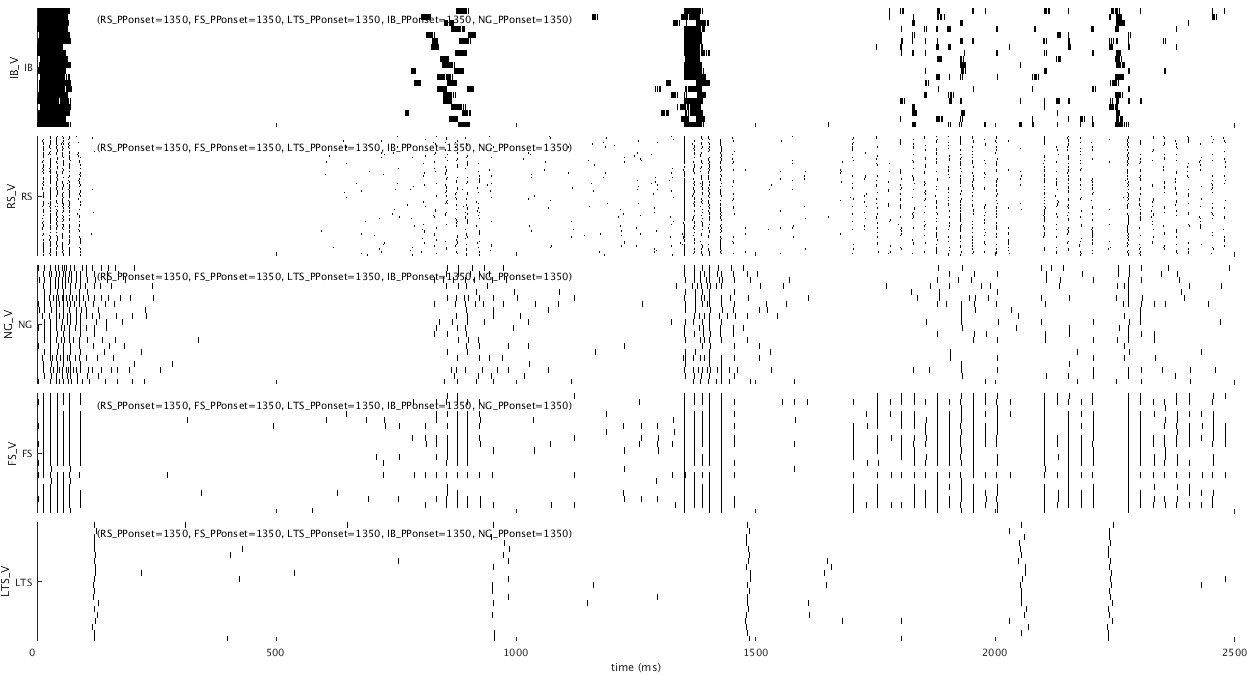 (RS_PPonset=1350, FS_PPonset=1350, LTS_PPonset=1350, IB_PPonset=1350, NG_PPonset=1350)
IB_V
IB
(RS_PPonset=1350, FS_PPonset=1350, LTS_PPonset=1350, IB_PPonset=1350, NG_PPonset=1350)
RS_V
RS
(RS_PPonset=1350, FS_PPonset=1350, LTS_PPonset=1350, IB_PPonset=1350, NG_PPonset=1350)
NG_V
NG
(RS_PPonset=1350, FS_PPonset=1350, LTS_PPonset=1350, IB_PPonset=1350, NG_PPonset=1350)
FS_V
FS
(RS_PPonset=1350, FS_PPonset=1350, LTS_PPonset=1350, IB_PPonset=1350, NG_PPonset=1350)
LTS_V
LTS
0 500 1000 1500 2000 2500
time (ms)